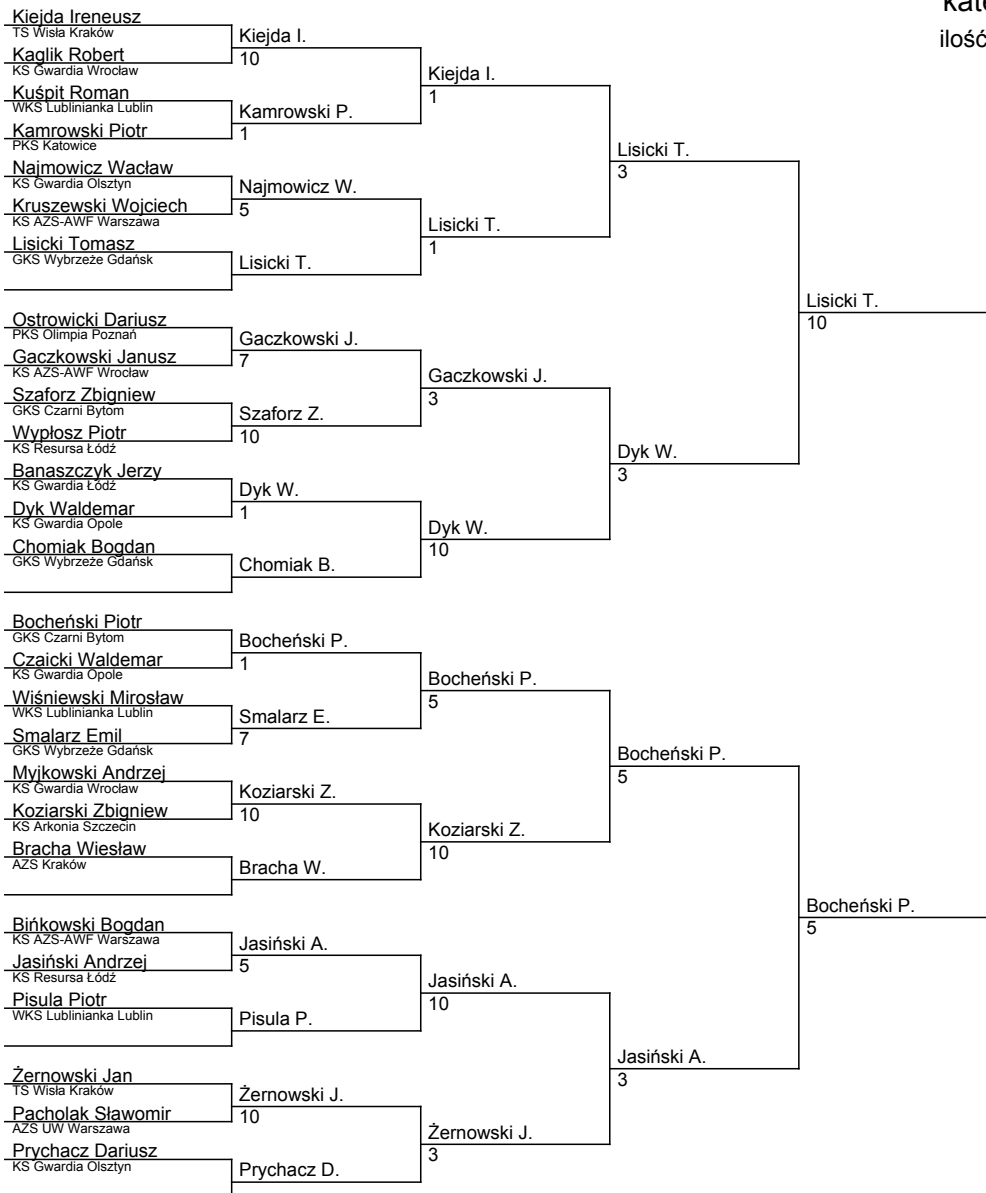 Kiejda Ireneusz
TS Wisła Kraków
Kaglik Robert
KS Gwardia Wrocław
Kuśpit Roman
WKS Lublinianka Lublin
Kamrowski Piotr
PKS Katowice
Najmowicz Wacław
KS Gwardia Olsztyn
Kruszewski Wojciech
KS AZS-AWF Warszawa
Lisicki Tomasz
GKS Wybrzeże Gdańsk
Ostrowicki Dariusz
PKS Olimpia Poznań
Gaczkowski Janusz
KS AZS-AWF Wrocław
Szaforz Zbigniew
GKS Czarni Bytom
Wypłosz Piotr
KS Resursa Łódź
Banaszczyk Jerzy
KS Gwardia Łódź
Dyk Waldemar
KS Gwardia Opole
Chomiak Bogdan
GKS Wybrzeże Gdańsk
Bocheński Piotr
GKS Czarni Bytom
Czaicki Waldemar
KS Gwardia Opole
Wiśniewski Mirosław
WKS Lublinianka Lublin
Smalarz Emil
GKS Wybrzeże Gdańsk
Myjkowski Andrzej
KS Gwardia Wrocław
Koziarski Zbigniew
KS Arkonia Szczecin
Bracha Wiesław
AZS Kraków
Bińkowski Bogdan
KS AZS-AWF Warszawa
Jasiński Andrzej
KS Resursa Łódź
Pisula Piotr
WKS Lublinianka Lublin
Żernowski Jan
TS Wisła Kraków
Pacholak Sławomir
AZS UW Warszawa
Prychacz Dariusz
KS Gwardia Olsztyn
Kiejda I.
10
Kamrowski P.
1
Najmowicz W.
5
Lisicki T.
Gaczkowski J.
7
Szaforz Z.
10
Dyk W.
1
Chomiak B.
Bocheński P.
1
Smalarz E.
7
Koziarski Z.
10
Bracha W.
Jasiński A.
5
Pisula P.
Żernowski J.
10
Prychacz D.
Kiejda I.
1
Lisicki T.
1
Gaczkowski J.
3
Dyk W.
10
Bocheński P.
5
Koziarski Z.
10
Jasiński A.
10
Żernowski J.
3
Lisicki T.
3
Dyk W.
3
Bocheński P.
5
Jasiński A.
3
Lisicki T.
10
Bocheński P.
5
ilość